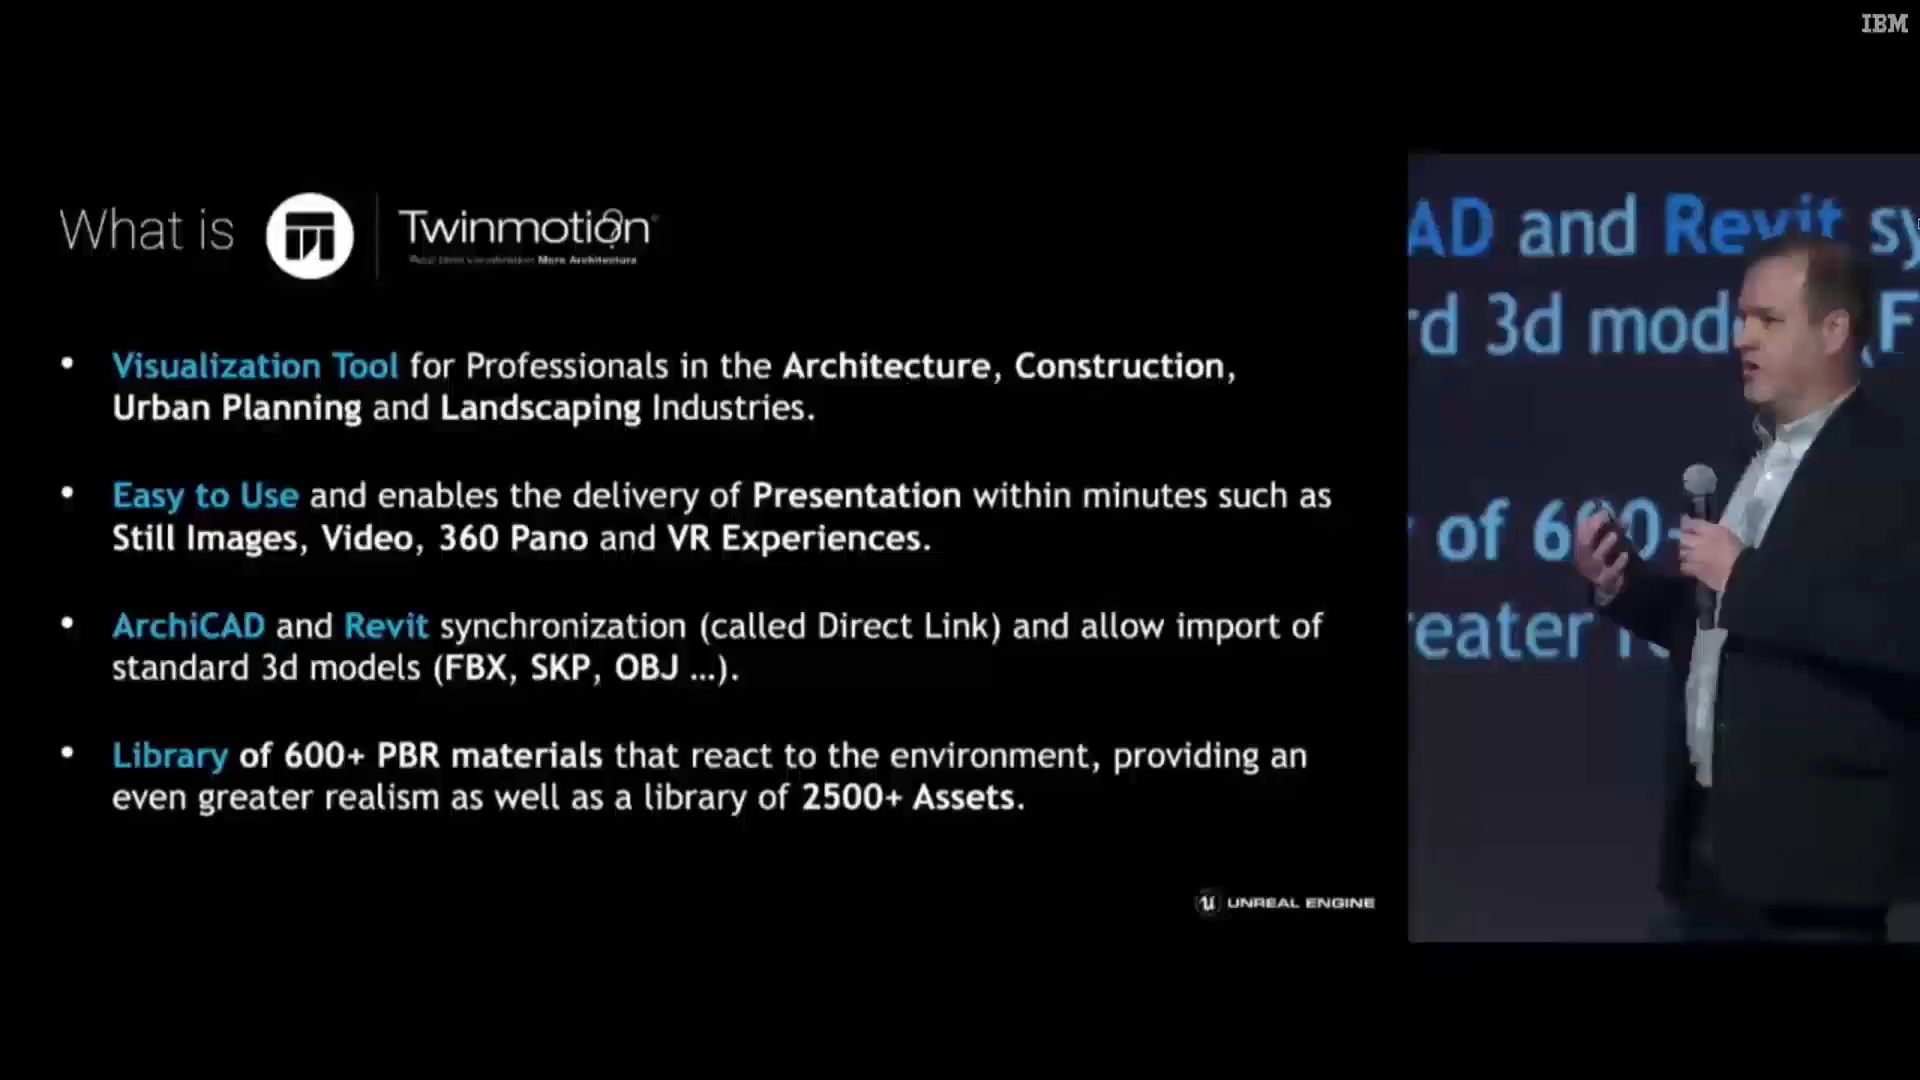 IBM
What is Twinmotion?
More Architecture
• Visualization Tool for Professionals in the Architecture, Construction,
Urban Planning and Landscaping Industries.
• Easy to Use and enables the delivery of Presentation within minutes such as
Still Images, Video, 360 Pano and VR Experiences.
• ArchiCAD and Revit synchronization (called Direct Link) and allow import of
standard 3d models (FBX, SKP, OBJ ...).
• Library of 600+ PBR materials that react to the environment, providing an
even greater realism as well as a library of 2500+ Assets.
UNREAL ENGINE
AD and Revit sy
rd 3d mod (F
of 600+
eater r